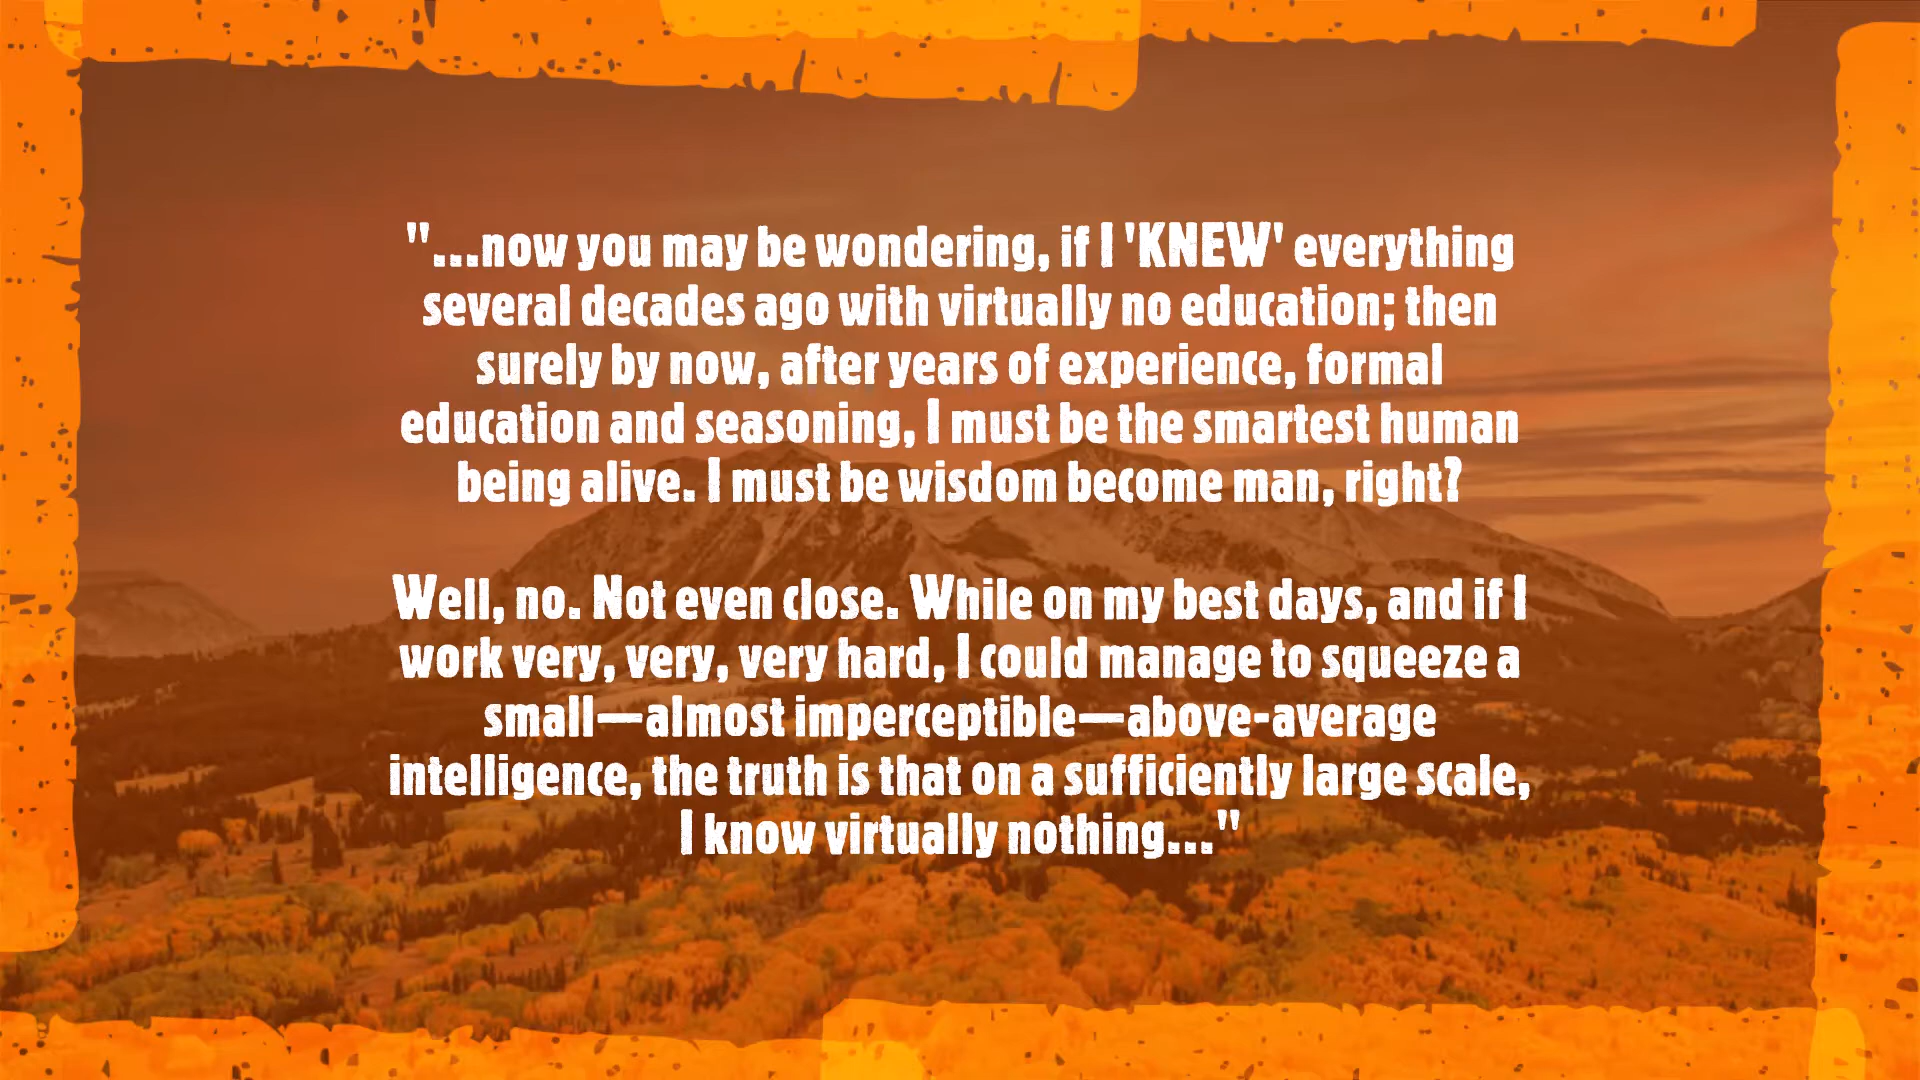 "...now you may be wondering, if I 'KNEW' everything
several decades ago with virtually no education; then
surely by now, after years of experience, formal
education and seasoning, I must be the smartest human
being alive. I must be wisdom become man, right?
Well, no. Not even close. While on my best days, and if I
work very, very, very hard, I could manage to squeeze a
small—almost imperceptible—above-average
intelligence, the truth is that on a sufficiently large scale,
I know virtually nothing..."